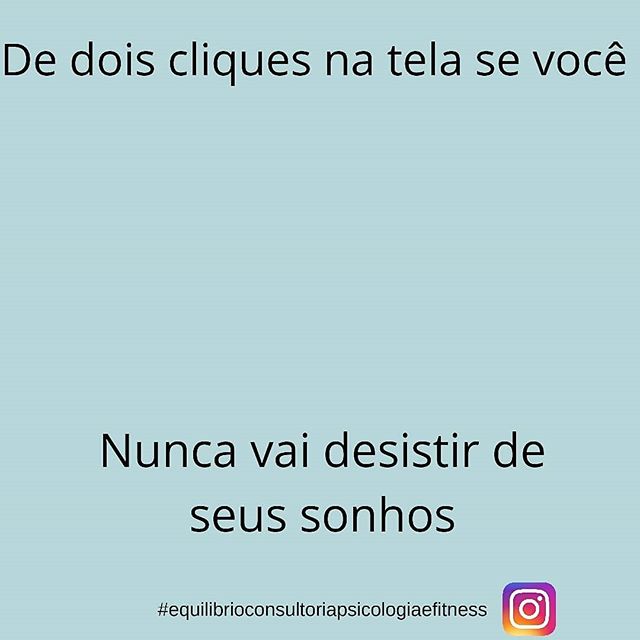 De dois cliques na tela se você
Nunca vai desistir de
seus sonhos
#equilibrioconsultoriapsicologiaefitness